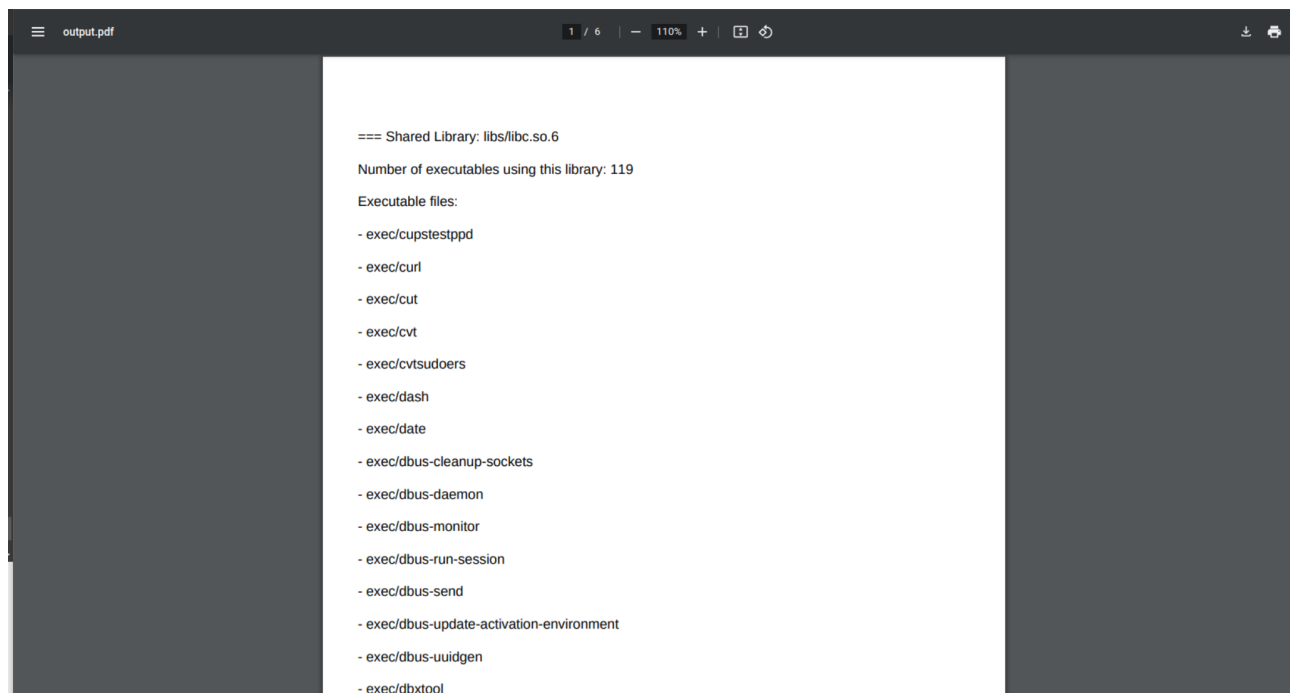 output.pdf
1 / 6
110%
=== Shared Library: libs/libc.so.6
Number of executables using this library: 119
Executable files:
- exec/cupstestppd
- exec/curl
- exec/cut
- exec/cvt
- exec/cvtsudoers
- exec/dash
- exec/date
- exec/dbus-cleanup-sockets
- exec/dbus-daemon
- exec/dbus-monitor
- exec/dbus-run-session
- exec/dbus-send
- exec/dbus-update-activation-environment
- exec/dbus-uuidgen
- exec/dbxtool